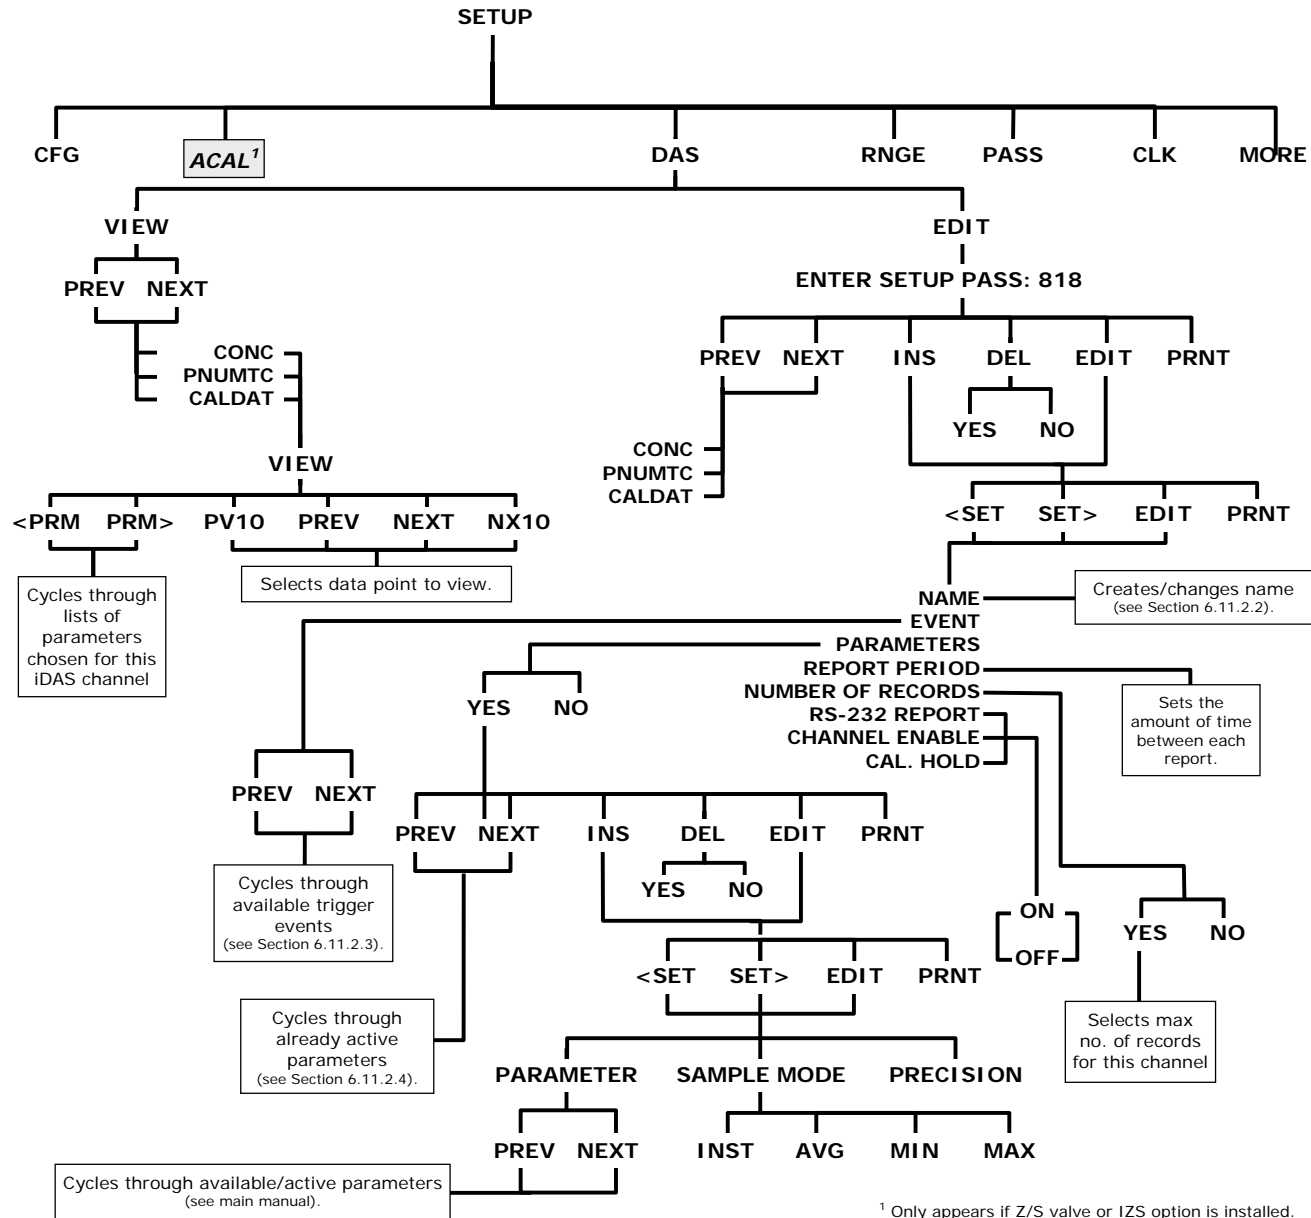 SETUP
CFG ACAL¹ DAS RNGE PASS CLK MORE
VIEW EDIT
PREV NEXT
ENTER SETUP PASS: 818
CONC
PNUMTC
CALDAT
PREV NEXT INS DEL EDIT PRNT
YES NO
CONC
PNUMTC
CALDAT
VIEW
<PRM PRM> PV10 PREV NEXT NX10
<SET SET> EDIT PRNT
Cycles through
lists of
parameters
chosen for this
iDAS channel
Selects data point to view.
NAME
EVENT
PARAMETERS
REPORT PERIOD
NUMBER OF RECORDS
RS-232 REPORT
CHANNEL ENABLE
CAL. HOLD
Creates/changes name
(see Section 6.11.2.2).
Sets the
amount of time
between each
report.
YES NO
PREV NEXT
PREV NEXT INS DEL EDIT PRNT
YES NO
Cycles through
available trigger
events
(see Section 6.11.2.3).
ON
OFF
YES NO
<SET SET> EDIT PRNT
Cycles through
already active
parameters
(see Section 6.11.2.4).
Selects max
no. of records
for this channel
PARAMETER SAMPLE MODE PRECISION
PREV NEXT INST AVG MIN MAX
Cycles through available/active parameters
(see main manual).
¹ Only appears if Z/S valve or IZS option is installed.